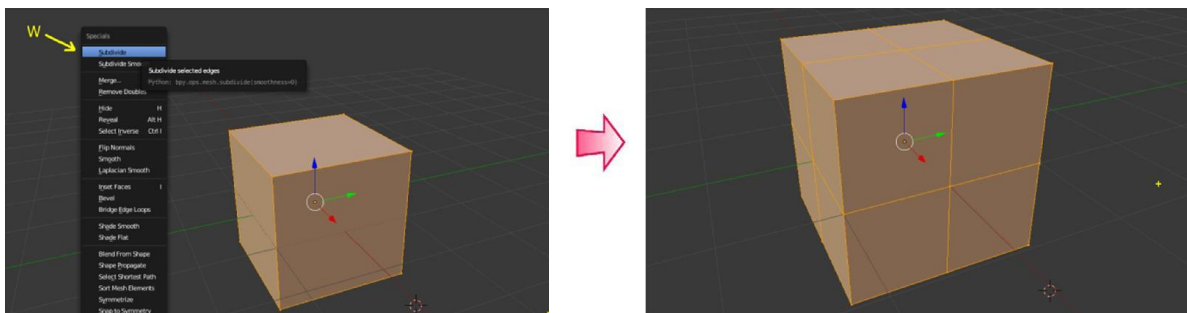 W
Specials
Subdivide
Subdivide Smo
Subdivide selected edges
Python: bpy.ops.mesh.subdivide(smoothness=0)
Merge...
Remove Doubles
Hide H
Reveal Alt H
Select Inverse Ctrl I
Flip Normals
Smooth
Laplacian Smooth
Inset Faces I
Bevel
Bridge Edge Loops
Shade Smooth
Shade Flat
Blend From Shape
Shape Propagate
Select Shortest Path
Sort Mesh Elements
Symmetrize
Snap to Symmetry